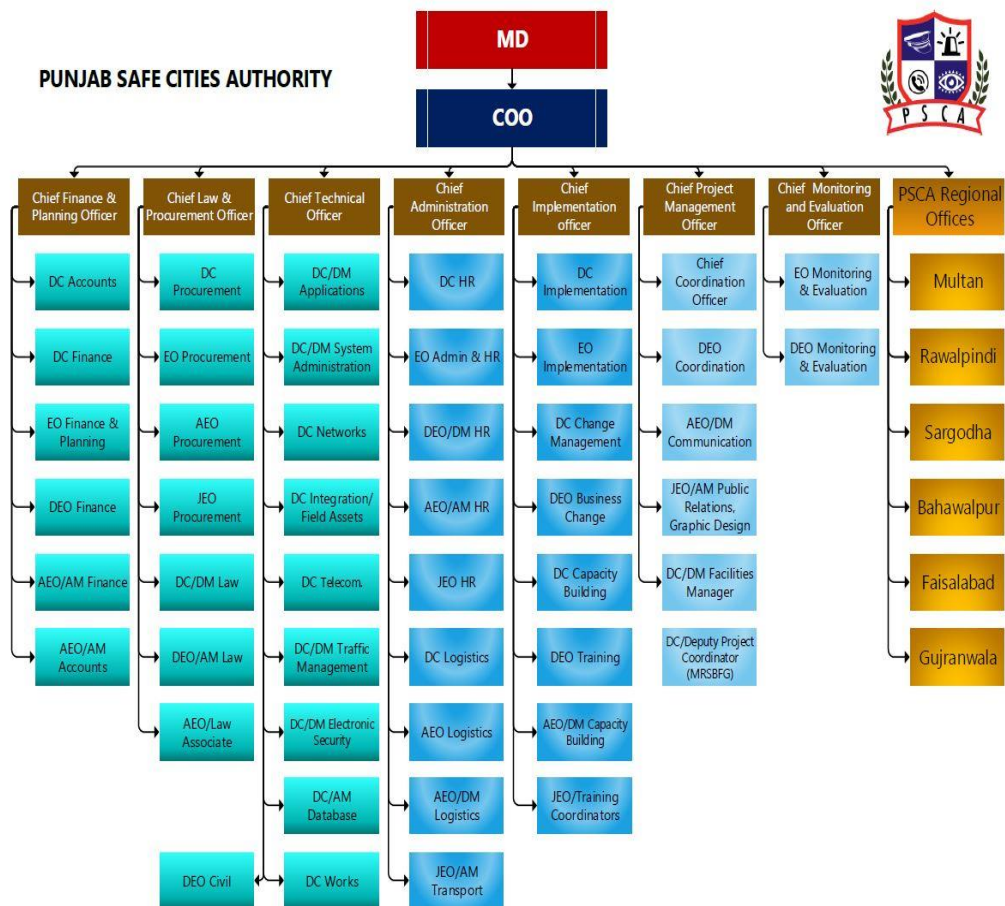 MD
PUNJAB SAFE CITIES AUTHORITY
COO
P S C A
Chief Finance &
Planning Officer
DC Accounts
DC Finance
EO Finance &
Planning
DEO Finance
AEO/AM Finance
AEO/AM
Accounts
Chief Law &
Procurement Officer
DC
Procurement
EO Procurement
AEO
Procurement
JEO
Procurement
DC/DM Law
DEO/AM Law
AEO/Law
Associate
Chief Technical
Officer
DC/DM
Applications
DC/DM System
Administration
DC Networks
DC Integration/
Field Assets
DC Telecom.
DC/DM Traffic
Management
DC/DM Electronic
Security
DC/AM
Database
DEO Civil
DC Works
Chief
Administration
Officer
DC HR
EO Admin & HR
DEO/DM HR
AEO/AM HR
JEO HR
DC Logistics
AEO Logistics
AEO/DM
Logistics
JEO/AM
Transport
Chief
Implementation
officer
DC
Implementation
EO
Implementation
DC Change
Management
DEO Business
Change
DC Capacity
Building
DEO Training
AEO/DM Capacity
Building
JEO/Training
Coordinators
Chief Project
Management
Officer
Chief
Coordination
Officer
DEO
Coordination
AEO/DM
Communication
JEO/AM Public
Relations,
Graphic Design
DC/DM Facilities
Manager
DC/Deputy Project
Coordinator
(MRSBFG)
Chief Monitoring
and Evaluation
Officer
EO Monitoring
& Evaluation
DEO Monitoring
& Evaluation
PSCA Regional
Offices
Multan
Rawalpindi
Sargodha
Bahawalpur
Faisalabad
Gujranwala